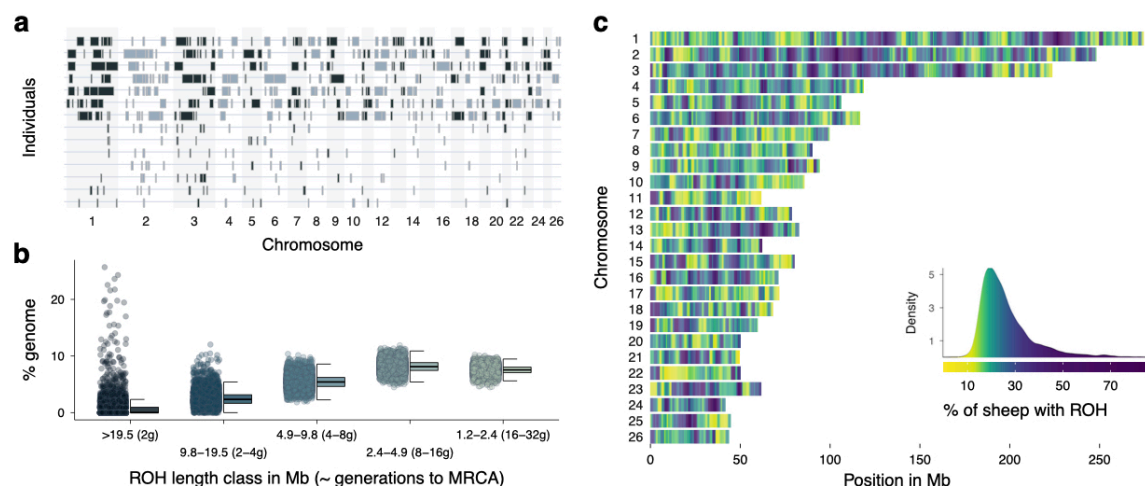 a
Individuals
1 2 3 4 5 6 7 8 9 10 12 14 16 18 20 22 24 26
Chromosome
b
% genome
20
10
0
>19.5 (2g)
4.9–9.8 (4–8g)
1.2–2.4 (16–32g)
9.8–19.5 (2–4g)
2.4–4.9 (8–16g)
ROH length class in Mb (~ generations to MRCA)
c
Chromosome
1
2
3
4
5
6
7
8
9
10
11
12
13
14
15
16
17
18
19
20
21
22
23
24
25
26
0 50 100 150 200 250
Position in Mb
Density
5
3
1
10 30 50 70
% of sheep with ROH